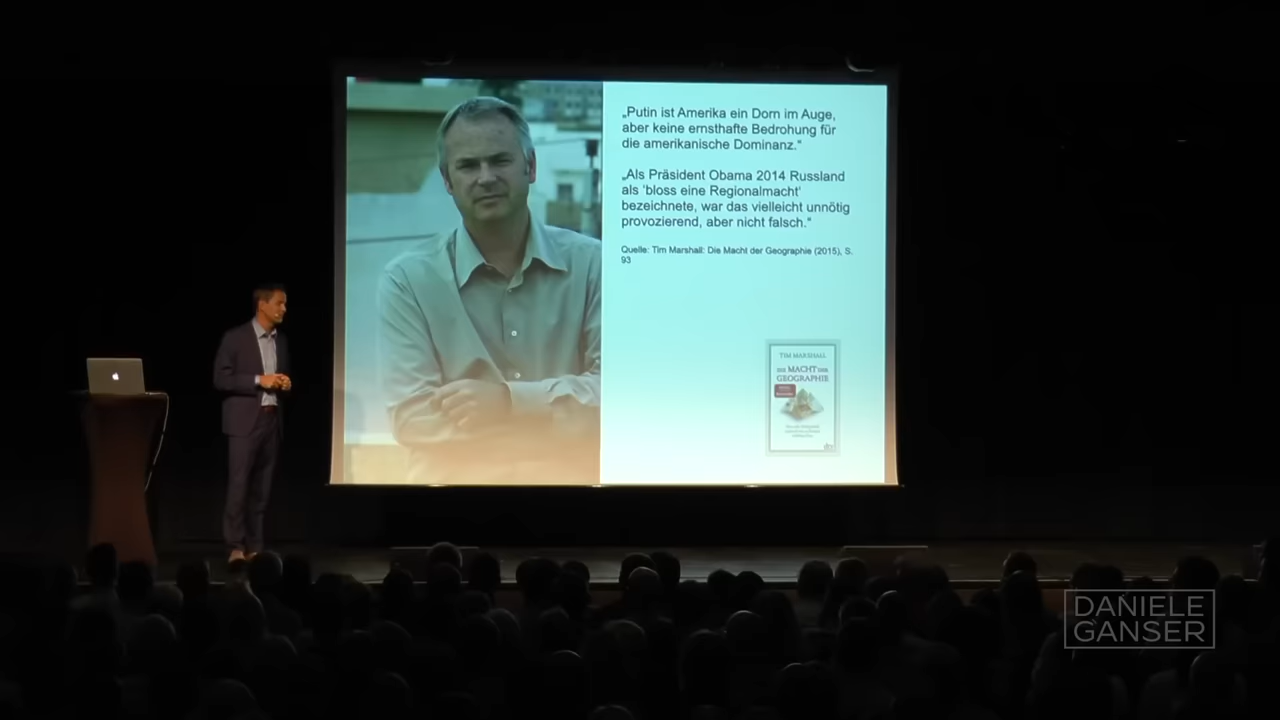 „Putin ist Amerika ein Dorn im Auge,
aber keine ernsthafte Bedrohung für
die amerikanische Dominanz.“
„Als Präsident Obama 2014 Russland
als 'bloss eine Regionalmacht'
bezeichnete, war das vielleicht unnötig
provozierend, aber nicht falsch.“
Quelle: Tim Marshall: Die Macht der Geographie (2015), S.
93
TIM MARSHALL
DIE MACHT DER
GEOGRAPHIE
dtv
DANIELE
GANSER